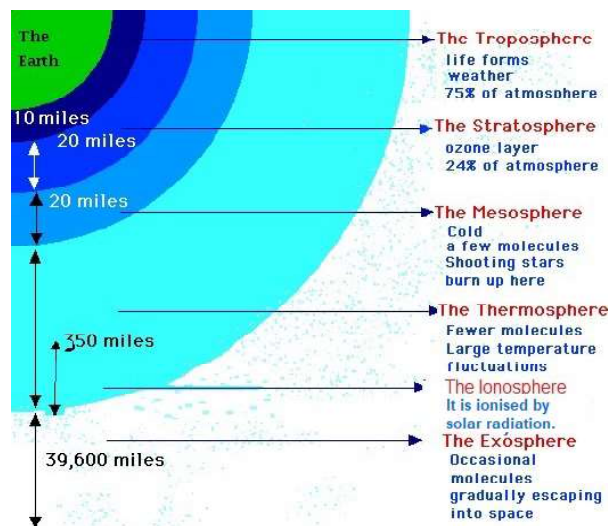 The
Earth
10 miles
20 miles
20 miles
350 miles
39,600 miles
The Troposphere
life forms
weather
75% of atmosphere
The Stratosphere
ozone layer
24% of atmosphere
The Mesosphere
Cold
a few molecules
Shooting stars
burn up here
The Thermosphere
Fewer molecules
Large temperature
fluctuations
The Ionosphere
It is ionised by
solar radiation.
The Exósphere
Occasional
molecules
gradually escaping
into space